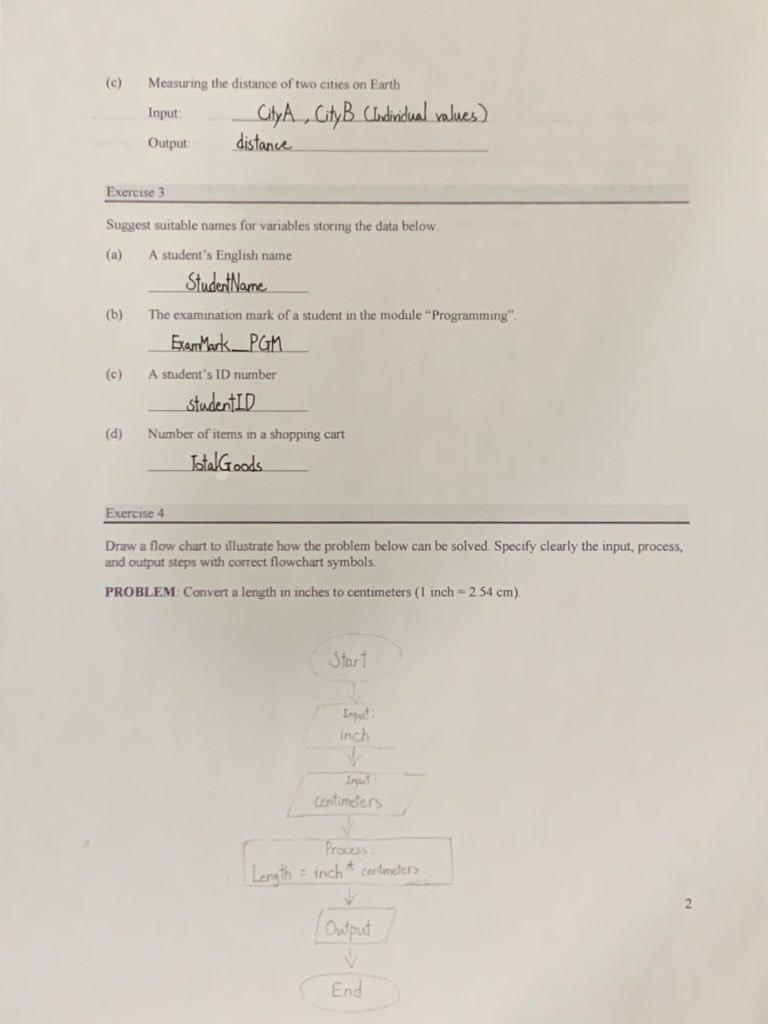 (c) Measuring the distance of two cities on Earth
Input: CityA, CityB (Individual values)
Output: distance
Exercise 3
Suggest suitable names for variables storing the data below.
(a) A student's English name
StudentName
(b) The examination mark of a student in the module "Programming".
ExamMark_PGM
(c) A student's ID number
studentID
(d) Number of items in a shopping cart
TotalGoods
Exercise 4
Draw a flow chart to illustrate how the problem below can be solved. Specify clearly the input, process,
and output steps with correct flowchart symbols.
PROBLEM: Convert a length in inches to centimeters (1 inch = 2.54 cm).
Start
Input:
inch
Input:
Centimeters
Process:
Length = inch * centimeters
2
Output
End